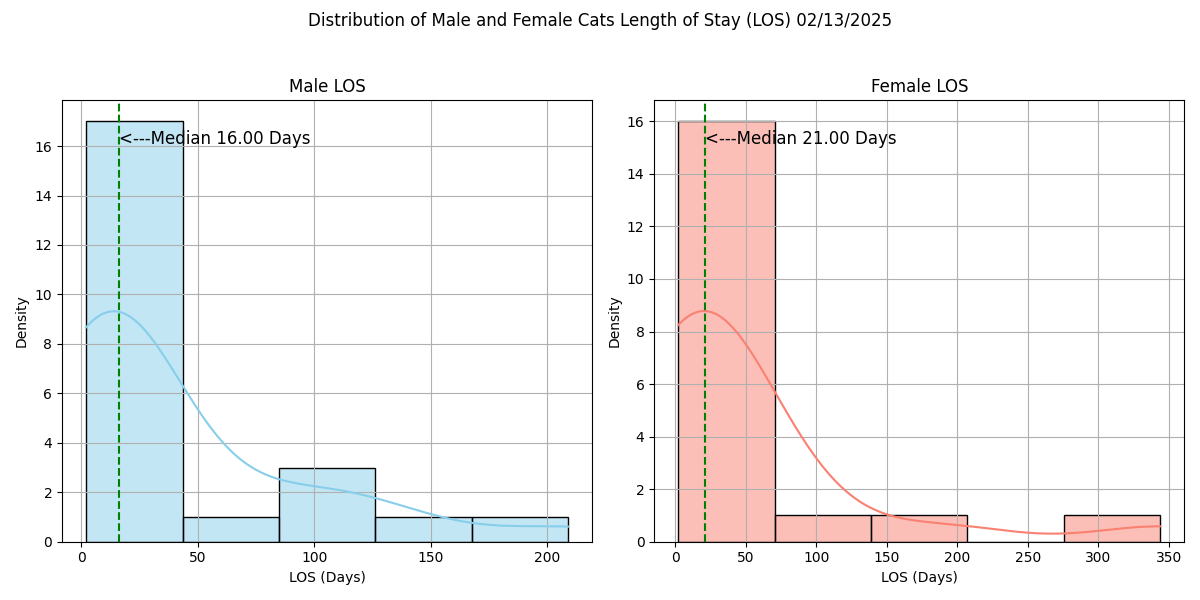 Distribution of Male and Female Cats Length of Stay (LOS) 02/13/2025
Male LOS
Density
16
14
12
10
8
6
4
2
0
<---Median 16.00 Days
0 50 100 150 200
LOS (Days)
Female LOS
Density
16
14
12
10
8
6
4
2
0
<---Median 21.00 Days
0 50 100 150 200 250 300 350
LOS (Days)